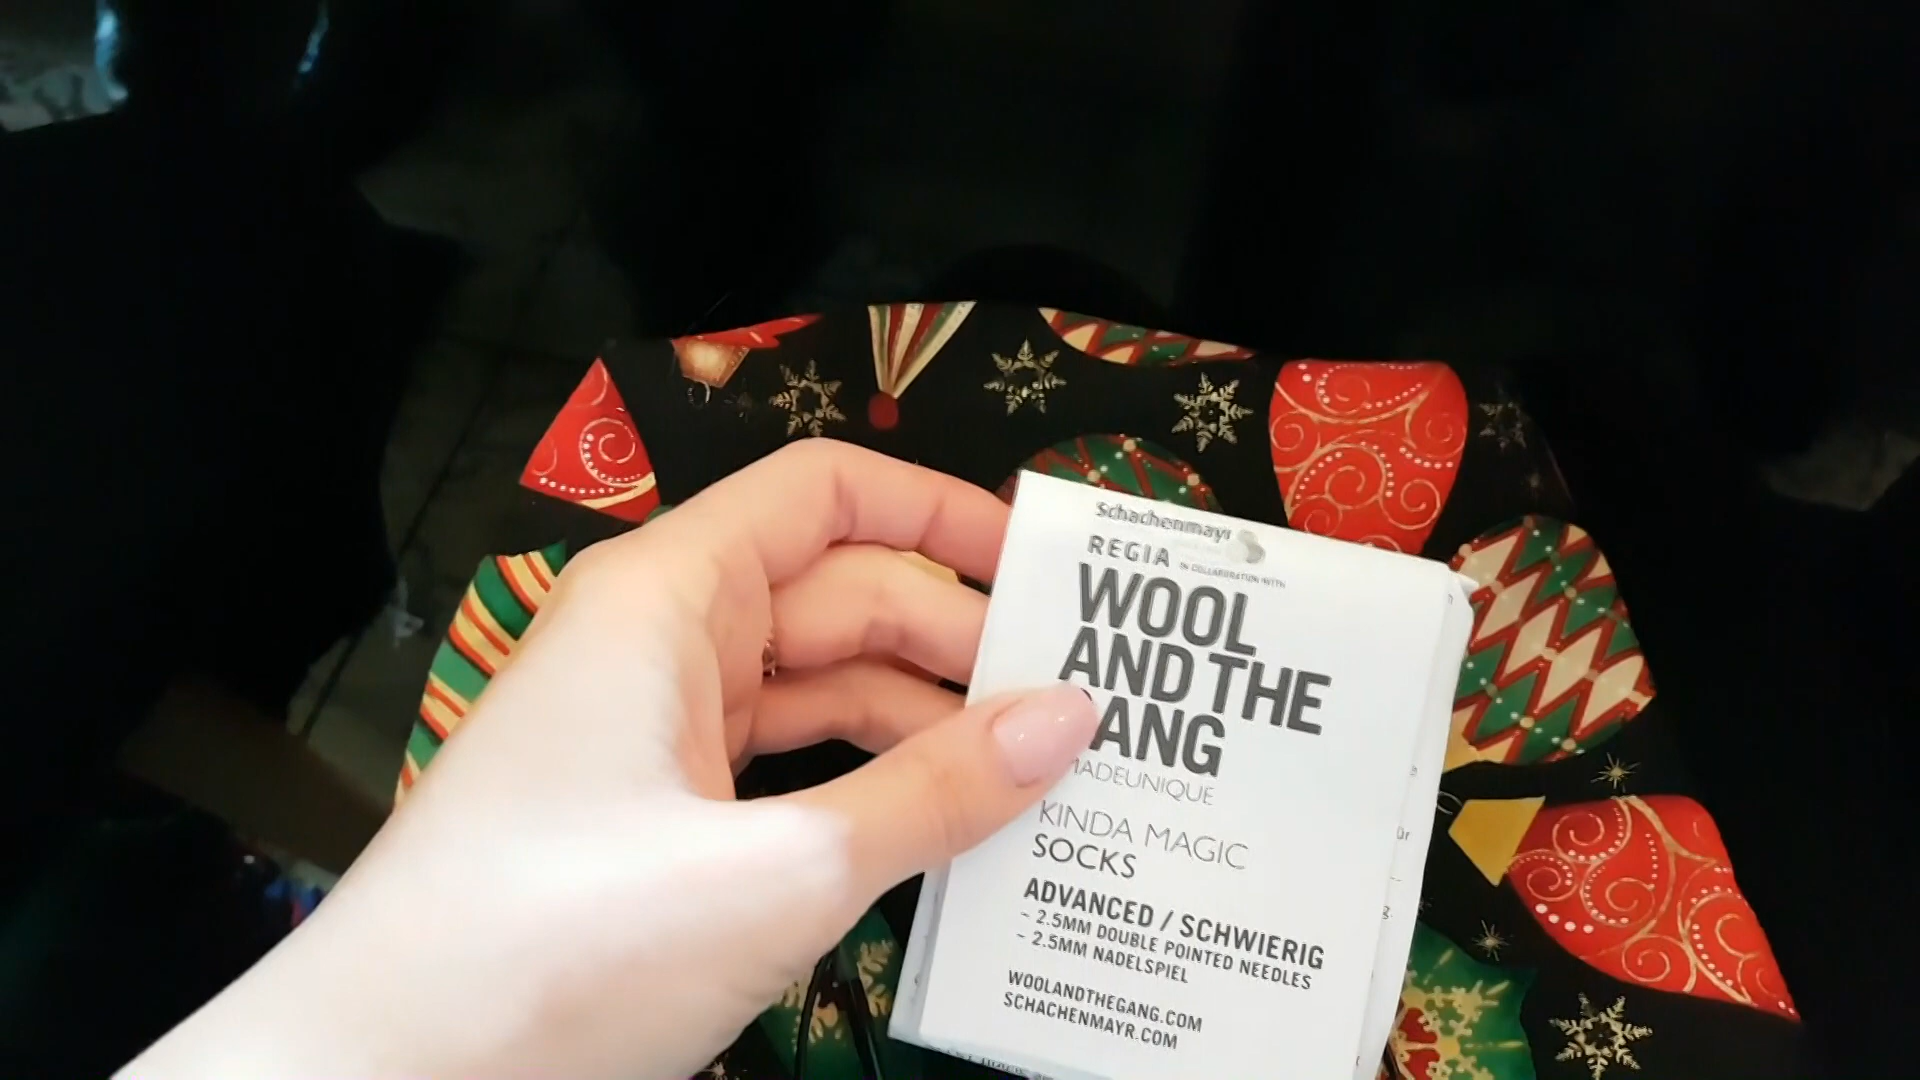 Schachenmayr
REGIA IN COLLABORATION WITH
WOOL
AND THE
ANG
MADEUNIQUE
KINDA MAGIC
SOCKS
ADVANCED / SCHWIERIG
- 2.5MM DOUBLE POINTED NEEDLES
- 2.5MM NADELSPIEL
WOOLANDTHEGANG.COM
SCHACHENMAYR.COM